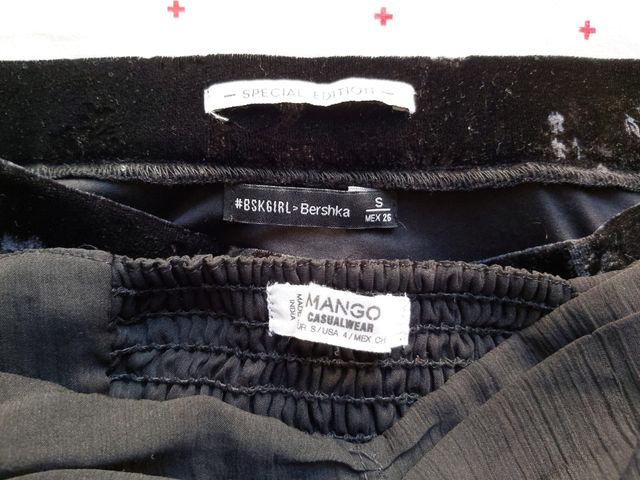 — SPECIAL EDITION —
#BSKGIRL>Bershka
S
MEX 26
MANGO
CASUALWEAR
MADE IN
INDIA
EUR S/USA 4/MEX CH